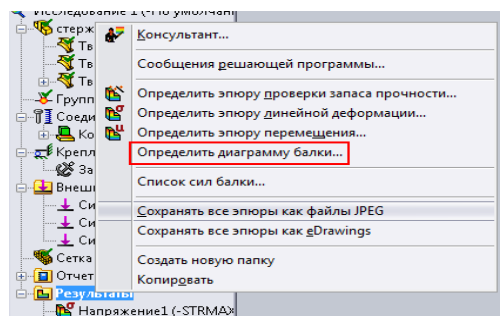 Исследование 1 (-По умолчани
стерж
Тв
Тв
Тв
Групп
Соеди
Ко
Крепл
За
Внеш
Си
Си
Си
Сетка
Отчет
Результаты
Напряжение1 (-STRMAX
Консультант...
Сообщения решающей программы...
Определить эпюру проверки запаса прочности...
Определить эпюру линейной деформации...
Определить эпюру перемещения...
Определить диаграмму балки...
Список сил балки...
Сохранять все эпюры как файлы JPEG
Сохранять все эпюры как eDrawings
Создать новую папку
Копировать